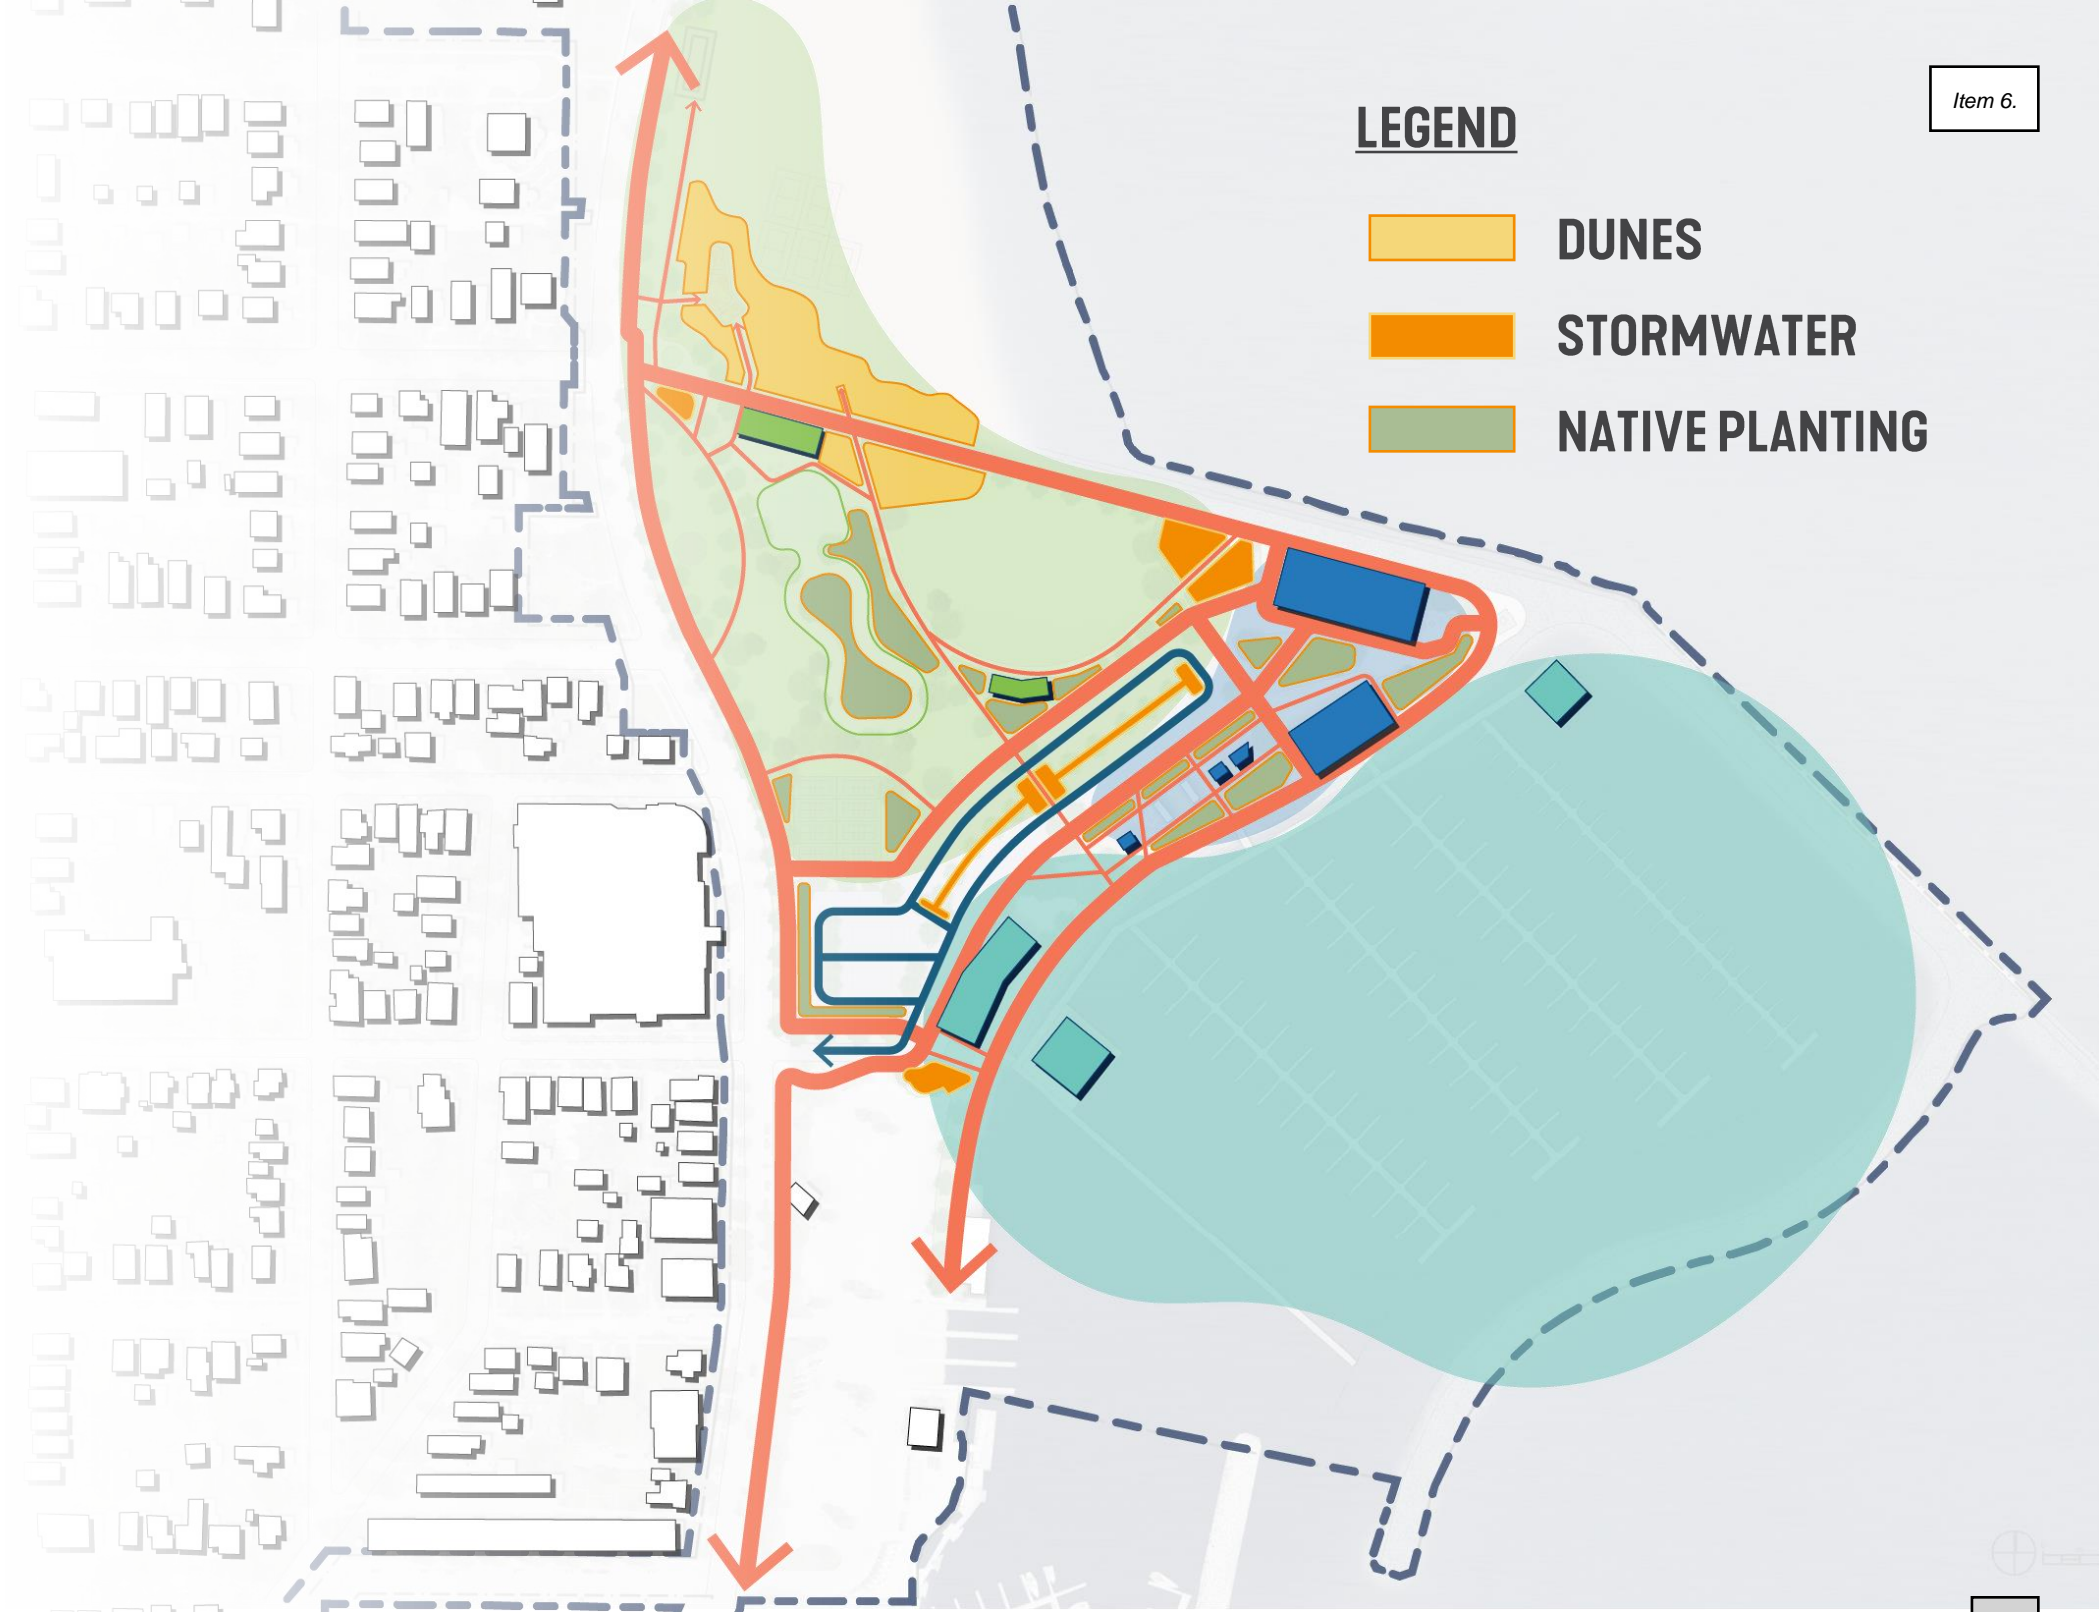 Item 6.
LEGEND
DUNES
STORMWATER
NATIVE PLANTING